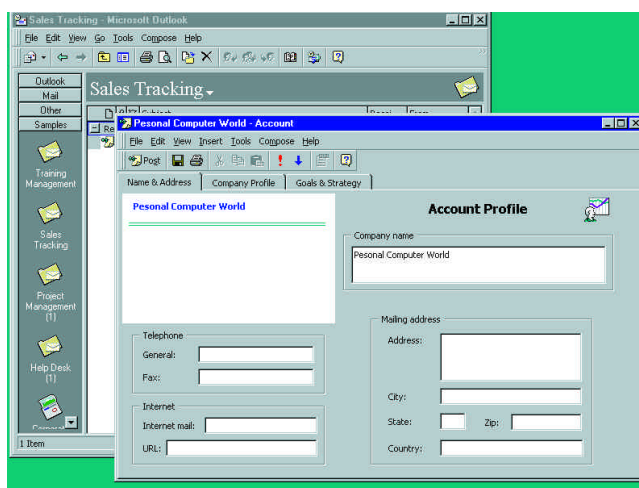 Sales Tracking - Microsoft Outlook
File Edit View Go Tools Compose Help
Outlook
Mail
Other
Samples
Training
Management
Sales
Tracking
Project
Management
(1)
Help Desk
(1)
1 Item
Sales Tracking
Subject
From
Pesonal Computer World - Account
File Edit View Insert Tools Compose Help
Post
Name & Address Company Profile Goals & Strategy
Pesonal Computer World
Account Profile
Company name
Pesonal Computer World
Telephone
General:
Fax:
Internet
Internet mail:
URL:
Mailing address
Address:
City:
State: Zip:
Country: